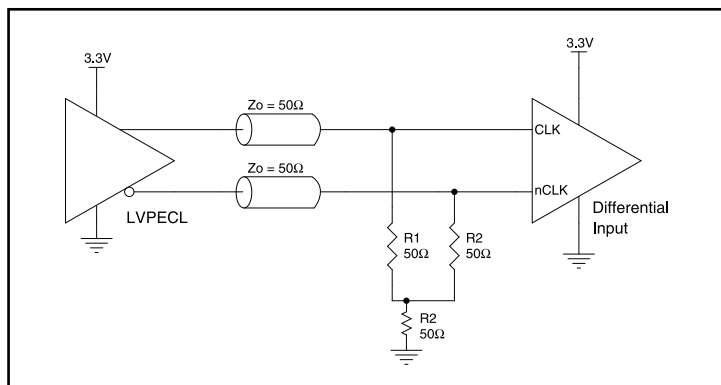 3.3V
3.3V
Zo = 50Ω
CLK
Zo = 50Ω
nCLK
LVPECL
Differential
Input
R1
50Ω
R2
50Ω
R2
50Ω